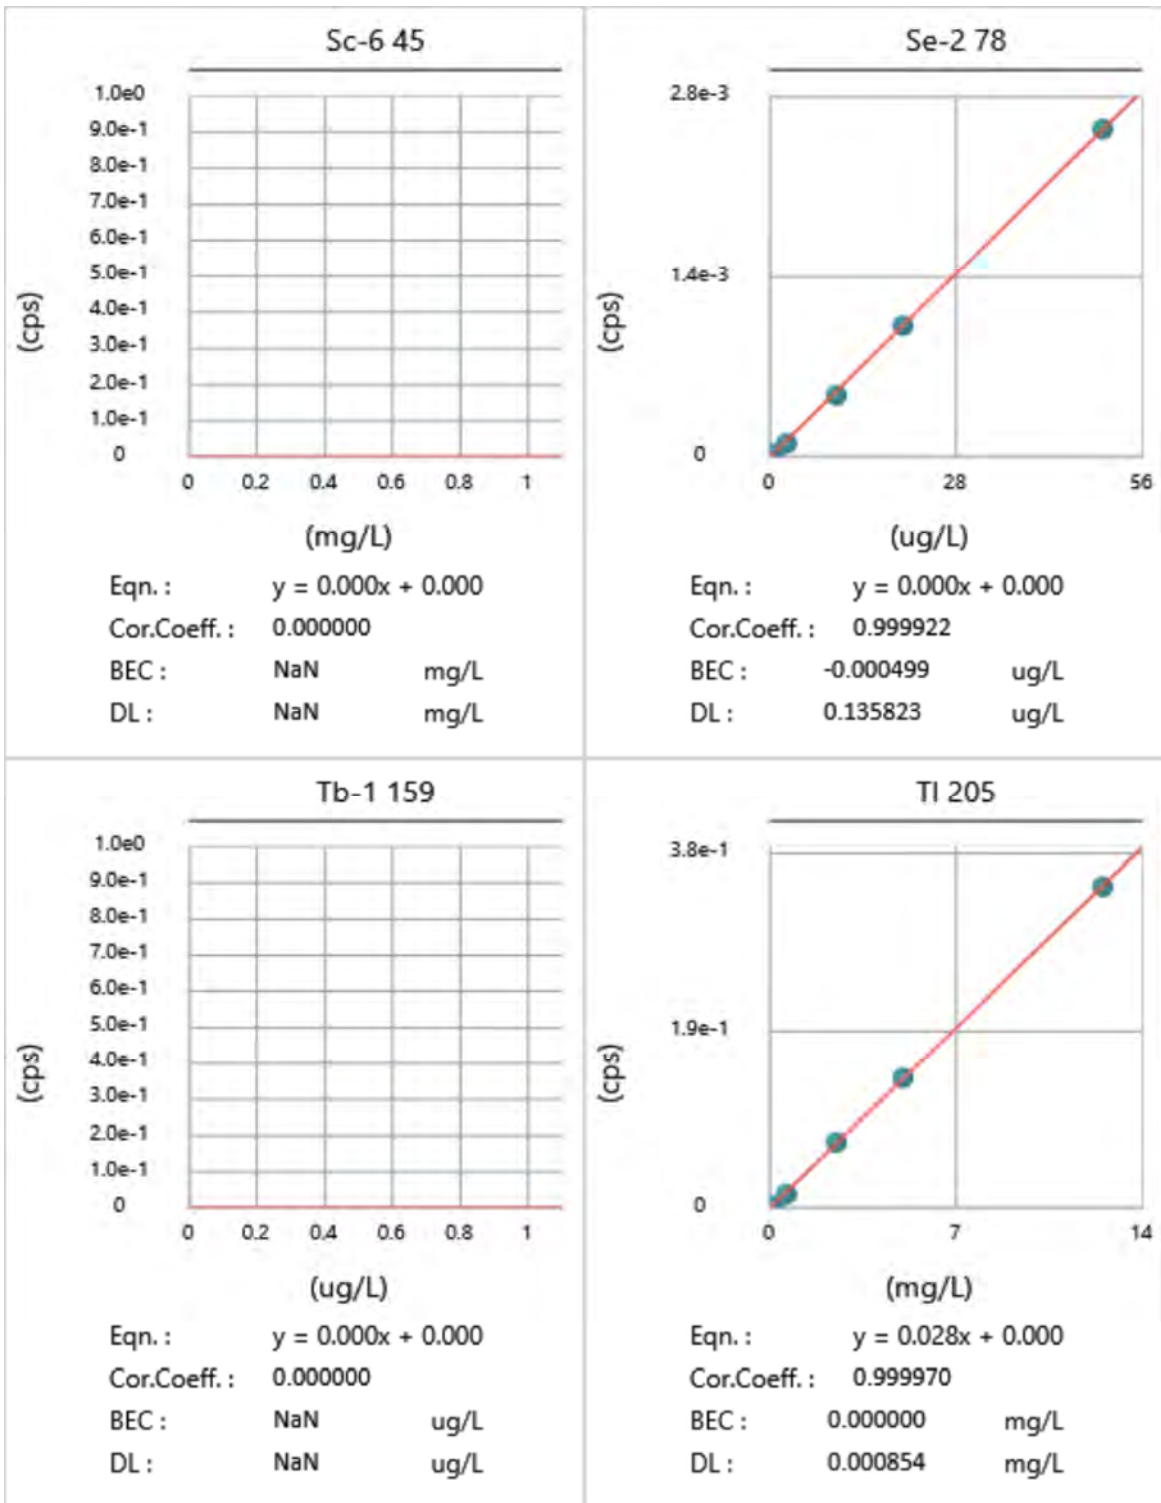 Sc-6 45
1.0e0
9.0e-1
8.0e-1
7.0e-1
6.0e-1
5.0e-1
4.0e-1
3.0e-1
2.0e-1
1.0e-1
0
(cps)
0 0.2 0.4 0.6 0.8 1
(mg/L)
Eqn. : y = 0.000x + 0.000
Cor.Coeff. : 0.000000
BEC : NaN mg/L
DL : NaN mg/L
Se-2 78
2.8e-3
1.4e-3
0
(cps)
0 28 56
(ug/L)
Eqn. : y = 0.000x + 0.000
Cor.Coeff. : 0.999922
BEC : -0.000499 ug/L
DL : 0.135823 ug/L
Tb-1 159
1.0e0
9.0e-1
8.0e-1
7.0e-1
6.0e-1
5.0e-1
4.0e-1
3.0e-1
2.0e-1
1.0e-1
0
(cps)
0 0.2 0.4 0.6 0.8 1
(ug/L)
Eqn. : y = 0.000x + 0.000
Cor.Coeff. : 0.000000
BEC : NaN ug/L
DL : NaN ug/L
Tl 205
3.8e-1
1.9e-1
0
(cps)
0 7 14
(mg/L)
Eqn. : y = 0.028x + 0.000
Cor.Coeff. : 0.999970
BEC : 0.000000 mg/L
DL : 0.000854 mg/L